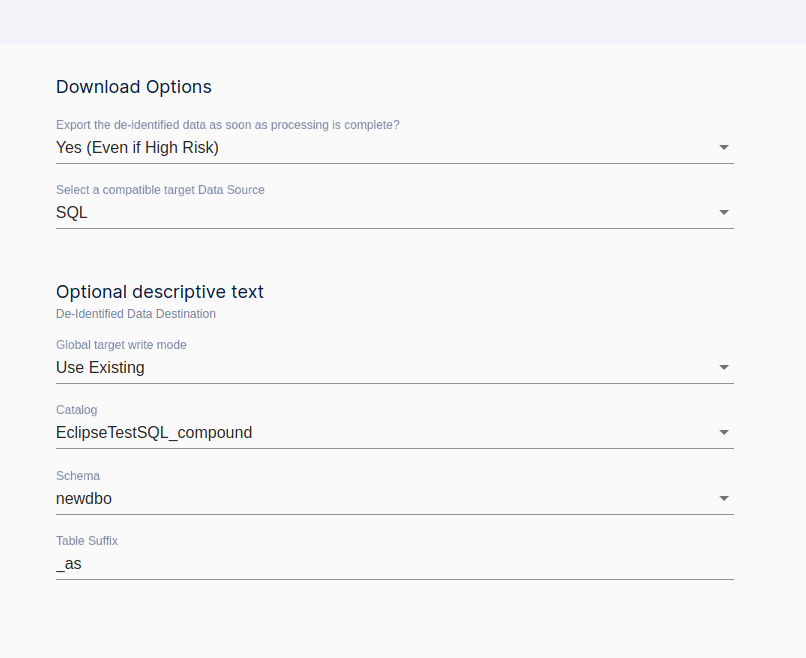 Download Options
Export the de-identified data as soon as processing is complete?
Yes (Even if High Risk)
Select a compatible target Data Source
SQL
Optional descriptive text
De-Identified Data Destination
Global target write mode
Use Existing
Catalog
EclipseTestSQL_compound
Schema
newdbo
Table Suffix
_as